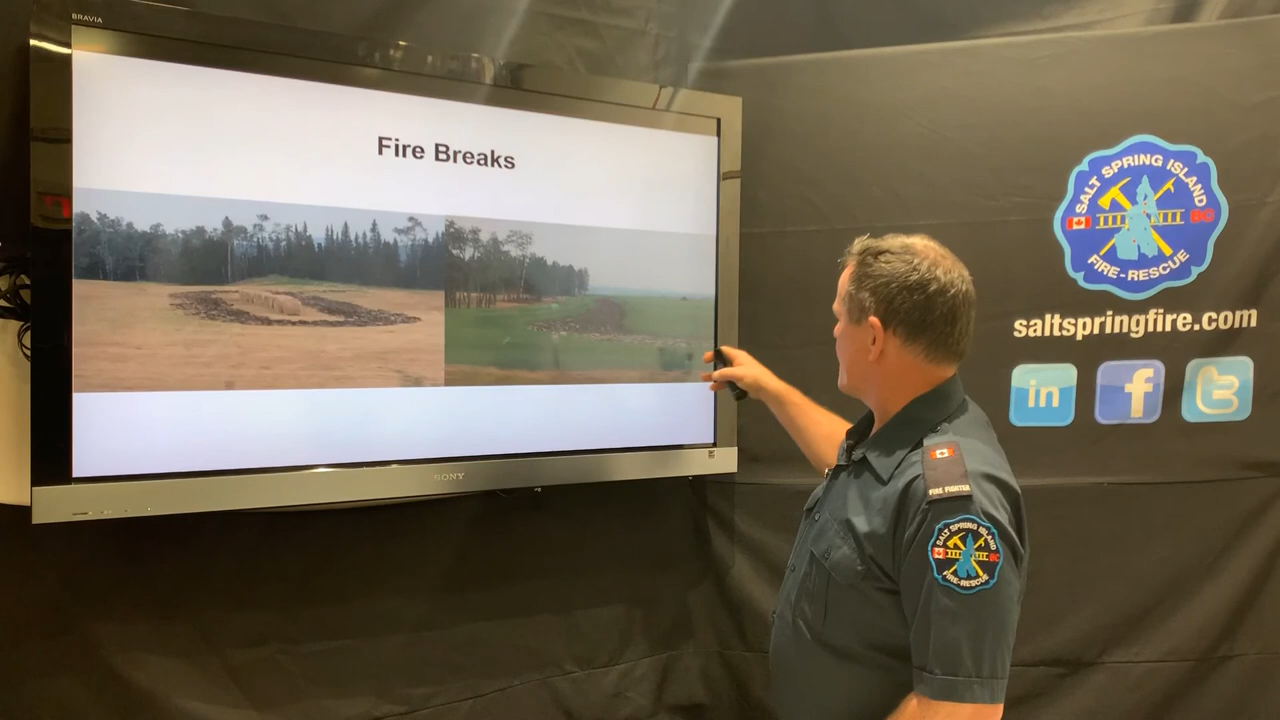 BRAVIA
Fire Breaks
SONY
SALT SPRING ISLAND
BC
FIRE-RESCUE
saltspringfire.com
in
f
t
FIRE FIGHTER
SALT SPRING ISLAND
BC
FIRE-RESCUE